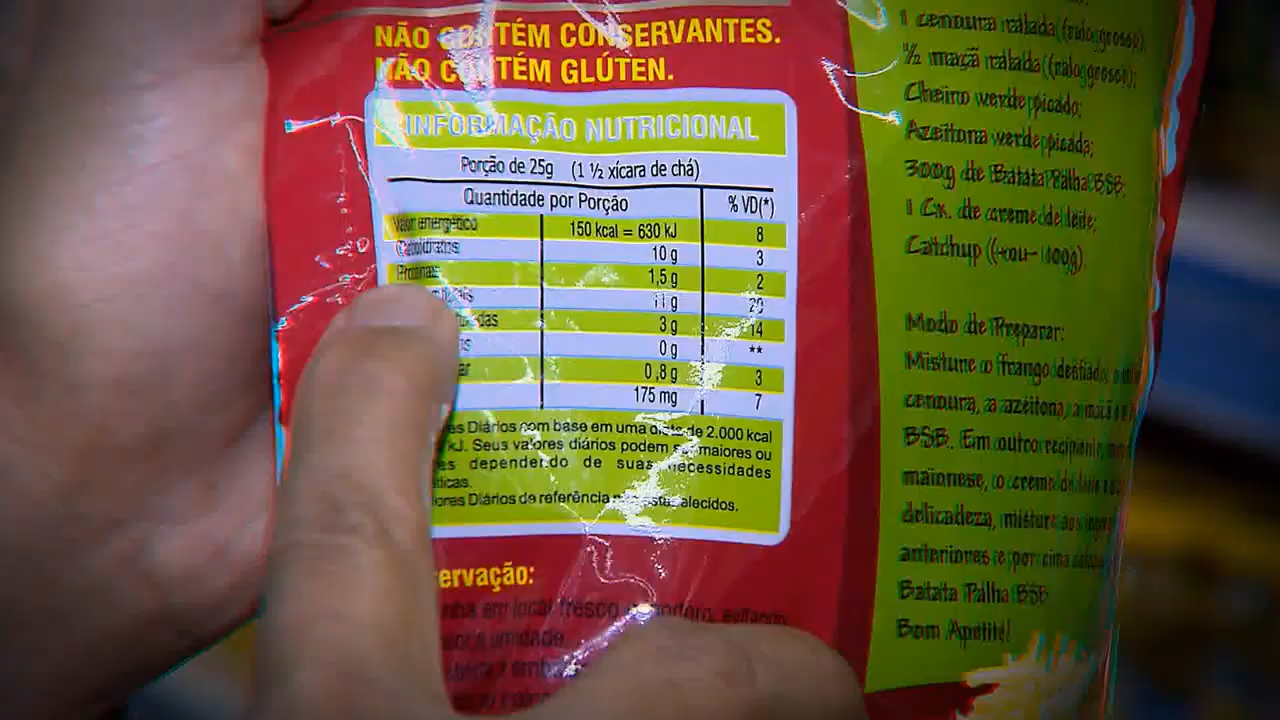 NÃO CONTÉM CONSERVANTES.
NÃO CONTÉM GLÚTEN.
INFORMAÇÃO NUTRICIONAL
Porção de 25g (1 ½ xícara de chá)
Quantidade por Porção % VD(*)
Valor energético 150 kcal = 630 kJ 8
Carboidratos 10 g 3
Proteínas 1,5 g 2
11 g 20
3 g 14
0 g **
ar 0,8 g 3
175 mg 7
es Diários com base em uma dieta de 2.000 kcal
kJ. Seus valores diários podem ser maiores ou
es dependendo de suas necessidades
ticas.
lores Diários de referência não estabelecidos.
ervação:
nha em local fresco
umidade
1 cenoura ralada (ralo grosso);
½ maçã ralada (ralo grosso);
Cheiro verde picado;
Azeitona verde picada;
300g de Batata Palha BSB;
1 Cx. de creme de leite;
Catchup (+ou- 100g).
Modo de Preparar:
Misture o frango desfiado,
cenoura, a azeitona, a maçã
BSB. Em outro recipiente,
maionese, o creme de leite
delicadeza, misture
anteriores e por cima
Batata Palha BSB
Bom Apetite!